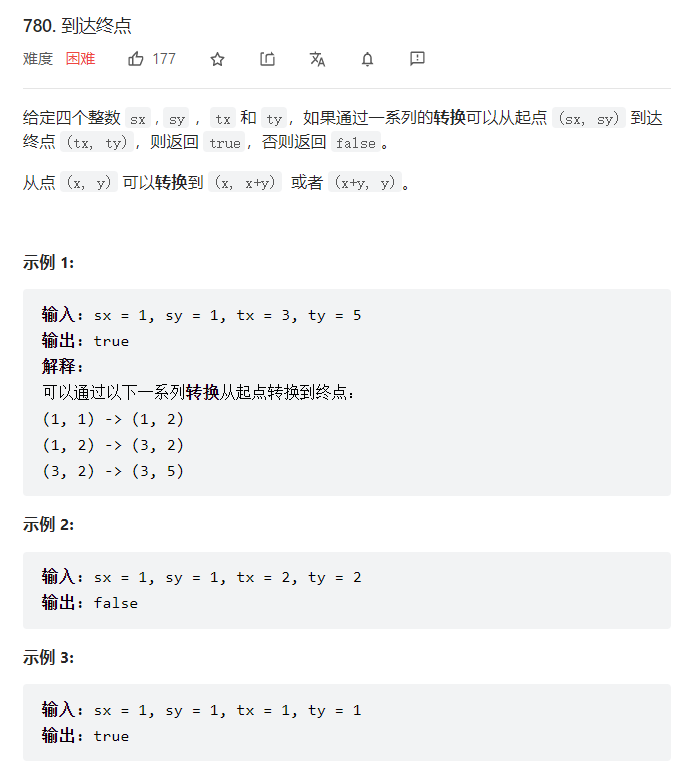 780. 到达终点
难度 困难 177
给定四个整数 sx , sy ， tx 和 ty，如果通过一系列的转换可以从起点 (sx, sy) 到达
终点 (tx, ty)，则返回 true，否则返回 false。
从点 (x, y) 可以转换到 (x, x+y) 或者 (x+y, y)。
示例 1:
输入: sx = 1, sy = 1, tx = 3, ty = 5
输出: true
解释:
可以通过以下一系列转换从起点转换到终点:
(1, 1) -> (1, 2)
(1, 2) -> (3, 2)
(3, 2) -> (3, 5)
示例 2:
输入: sx = 1, sy = 1, tx = 2, ty = 2
输出: false
示例 3:
输入: sx = 1, sy = 1, tx = 1, ty = 1
输出: true